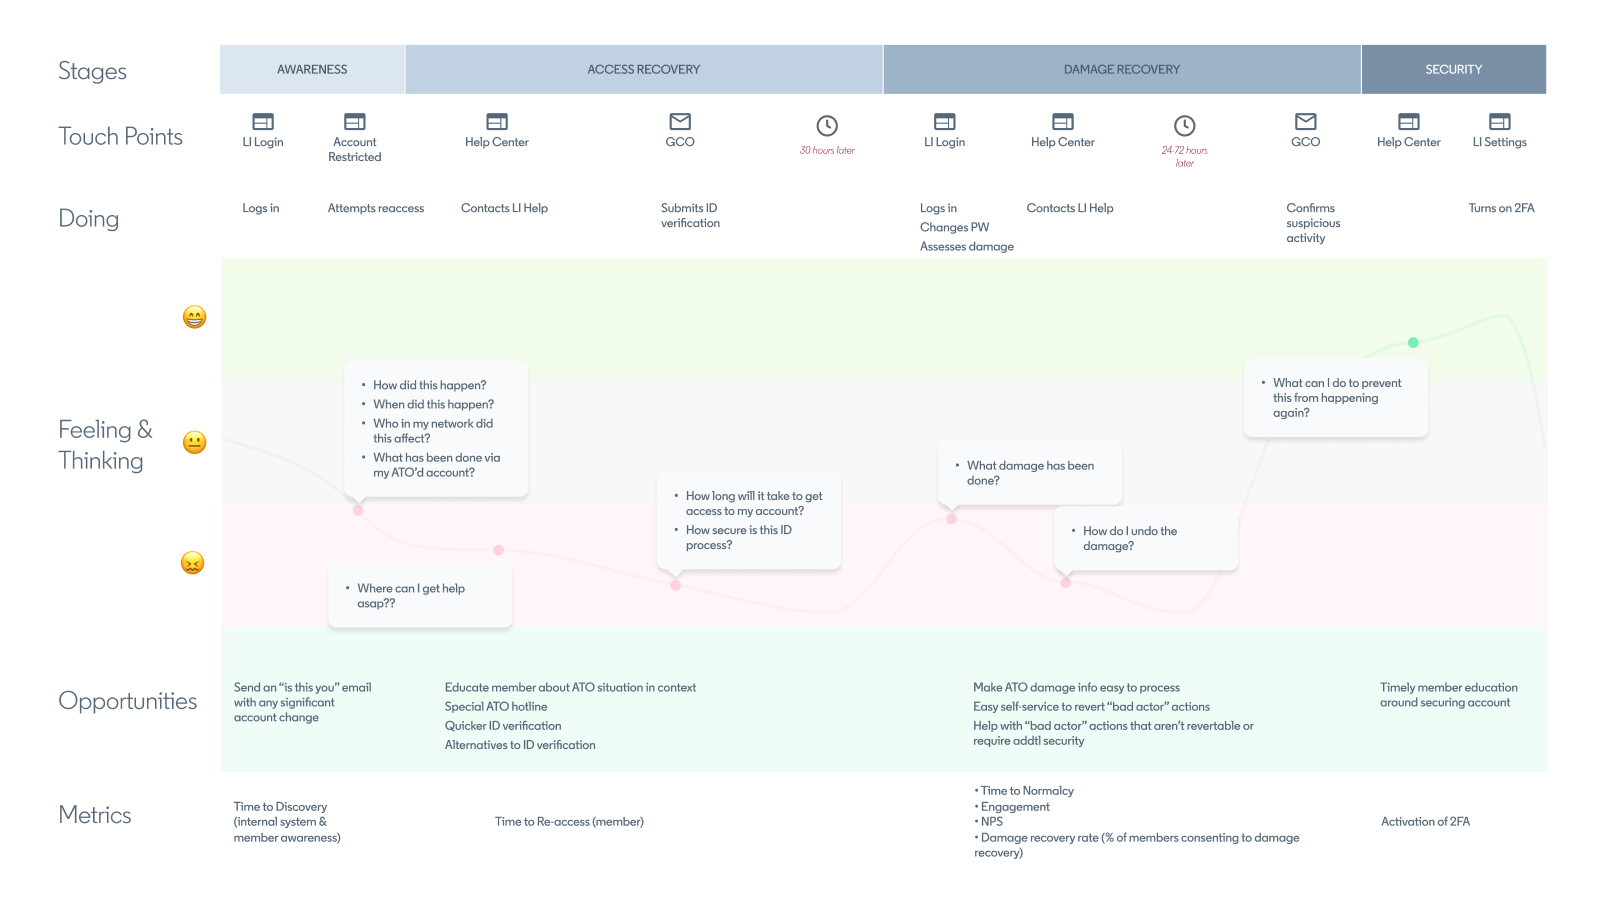 Stages
AWARENESS
ACCESS RECOVERY
DAMAGE RECOVERY
SECURITY
Touch Points
LI Login
Account
Restricted
Help Center
GCO
30 hours later
LI Login
Help Center
24-72 hours
later
GCO
Help Center
LI Settings
Doing
Logs in
Attempts reaccess
Contacts LI Help
Submits ID
verification
Logs in
Changes PW
Assesses damage
Contacts LI Help
Confirms
suspicious
activity
Turns on 2FA
Feeling &
Thinking
• How did this happen?
• When did this happen?
• Who in my network did
this affect?
• What has been done via
my ATO'd account?
• Where can I get help
asap??
• How long will it take to get
access to my account?
• How secure is this ID
process?
• What damage has been
done?
• How do I undo the
damage?
• What can I do to prevent
this from happening
again?
Opportunities
Send an “is this you” email
with any significant
account change
Educate member about ATO situation in context
Special ATO hotline
Quicker ID verification
Alternatives to ID verification
Make ATO damage info easy to process
Easy self-service to revert “bad actor” actions
Help with “bad actor” actions that aren't revertable or
require addtl security
Timely member education
around securing account
Metrics
Time to Discovery
(internal system &
member awareness)
Time to Re-access (member)
• Time to Normalcy
• Engagement
• NPS
• Damage recovery rate (% of members consenting to damage
recovery)
Activation of 2FA